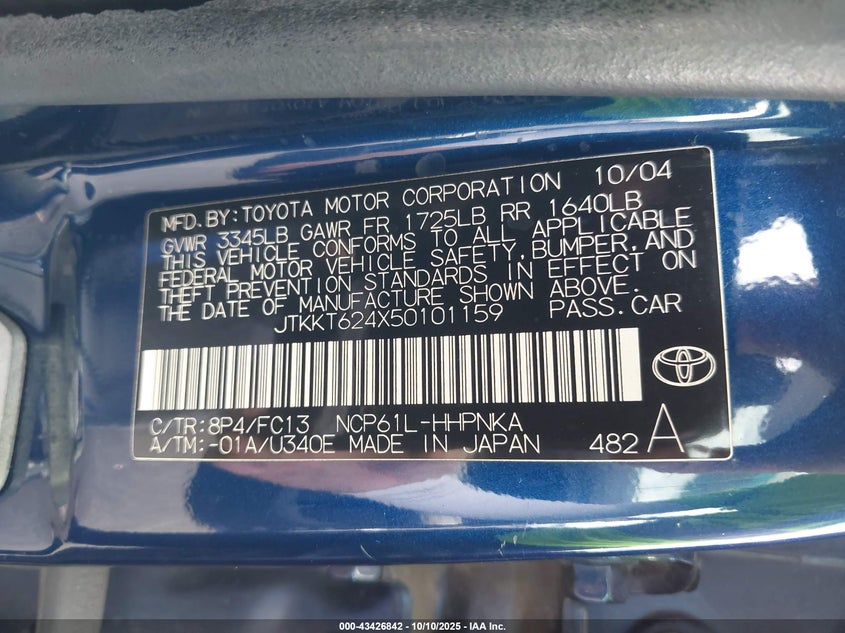 MFD. BY: TOYOTA MOTOR CORPORATION 10/04
GVWR 3345LB GAWR FR 1725LB RR 1640LB
THIS VEHICLE CONFORMS TO ALL APPLICABLE
FEDERAL MOTOR VEHICLE SAFETY, BUMPER, AND
THEFT PREVENTION STANDARDS IN EFFECT ON
THE DATE OF MANUFACTURE SHOWN ABOVE.
JTKKT624X50101159 PASS. CAR
C/TR: 8P4/FC13 NCP61L-HHPNKA
A/TM: -01A/U340E MADE IN JAPAN 482 A
000-43426842 | 10/10/2025 | IAA Inc.